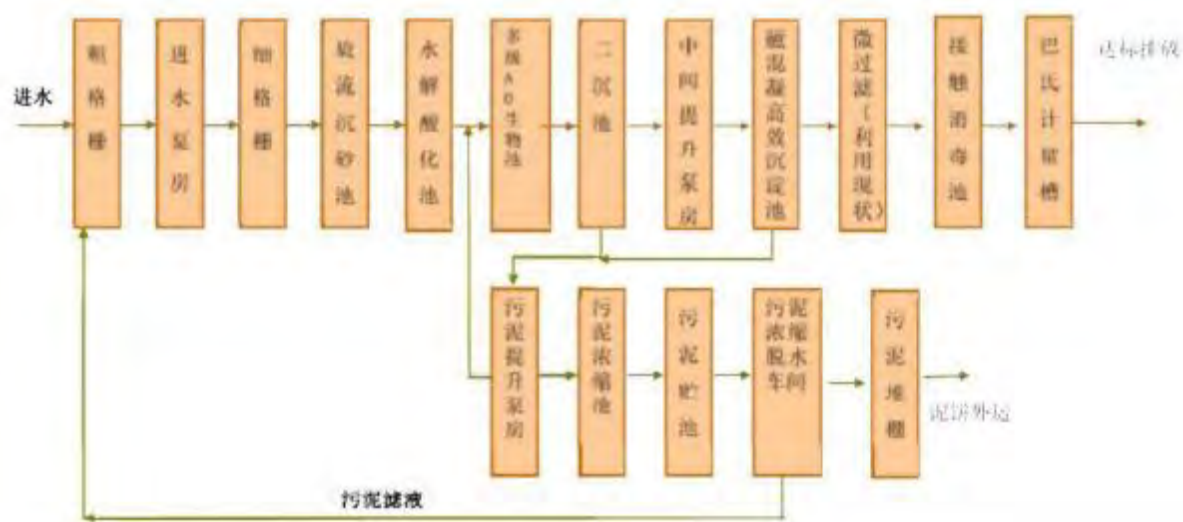 进水
粗格栅
进水泵房
细格栅
旋流沉砂池
水解酸化池
多级AO生物池
二沉池
中间提升泵房
磁混凝高效沉淀池
微过滤（利用现状）
接触消毒池
巴氏计量槽
达标排放
污泥提升泵房
污泥浓缩池
污泥贮池
污泥浓缩脱水车间
污泥堆棚
泥饼外运
污泥滤液